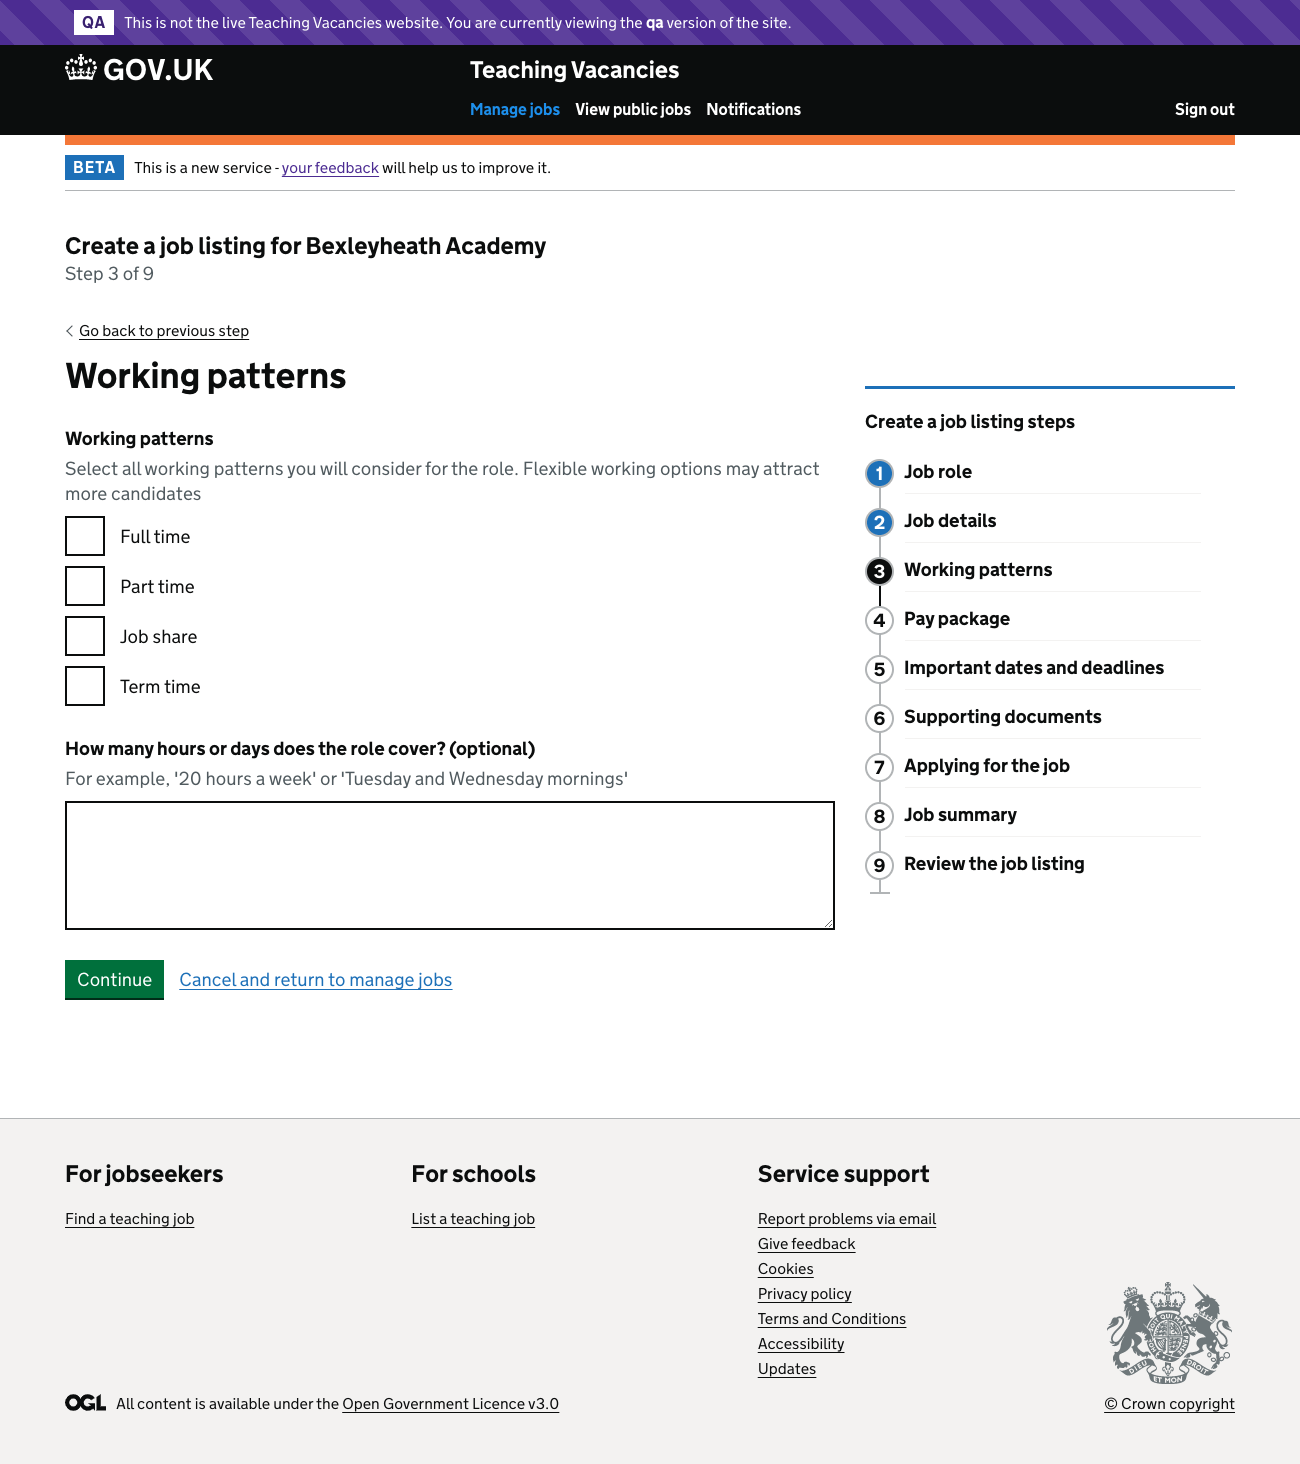 QA This is not the live Teaching Vacancies website. You are currently viewing the qa version of the site.
GOV.UK Teaching Vacancies
Manage jobs View public jobs Notifications Sign out
BETA This is a new service - your feedback will help us to improve it.
Create a job listing for Bexleyheath Academy
Step 3 of 9
Go back to previous step
Working patterns
Working patterns
Select all working patterns you will consider for the role. Flexible working options may attract
more candidates
Full time
Part time
Job share
Term time
How many hours or days does the role cover? (optional)
For example, '20 hours a week' or 'Tuesday and Wednesday mornings'
Continue Cancel and return to manage jobs
Create a job listing steps
1 Job role
2 Job details
3 Working patterns
4 Pay package
5 Important dates and deadlines
6 Supporting documents
7 Applying for the job
8 Job summary
9 Review the job listing
For jobseekers
Find a teaching job
For schools
List a teaching job
Service support
Report problems via email
Give feedback
Cookies
Privacy policy
Terms and Conditions
Accessibility
Updates
OGL All content is available under the Open Government Licence v3.0
DIEU ET MON DROIT
© Crown copyright